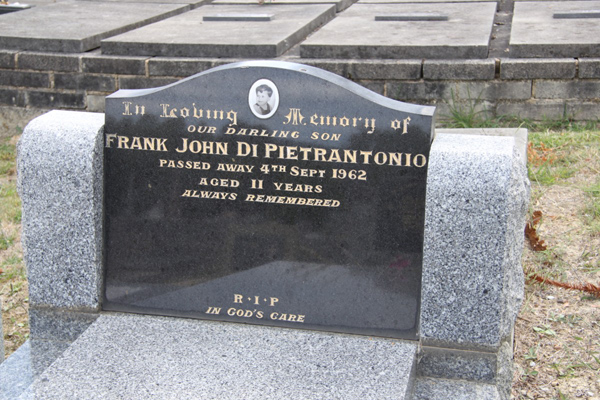 In Loving Memory of
OUR DARLING SON
FRANK JOHN DI PIETRANTONIO
PASSED AWAY 4TH SEPT 1962
AGED 11 YEARS
ALWAYS REMEMBERED
R·I·P
IN GOD'S CARE